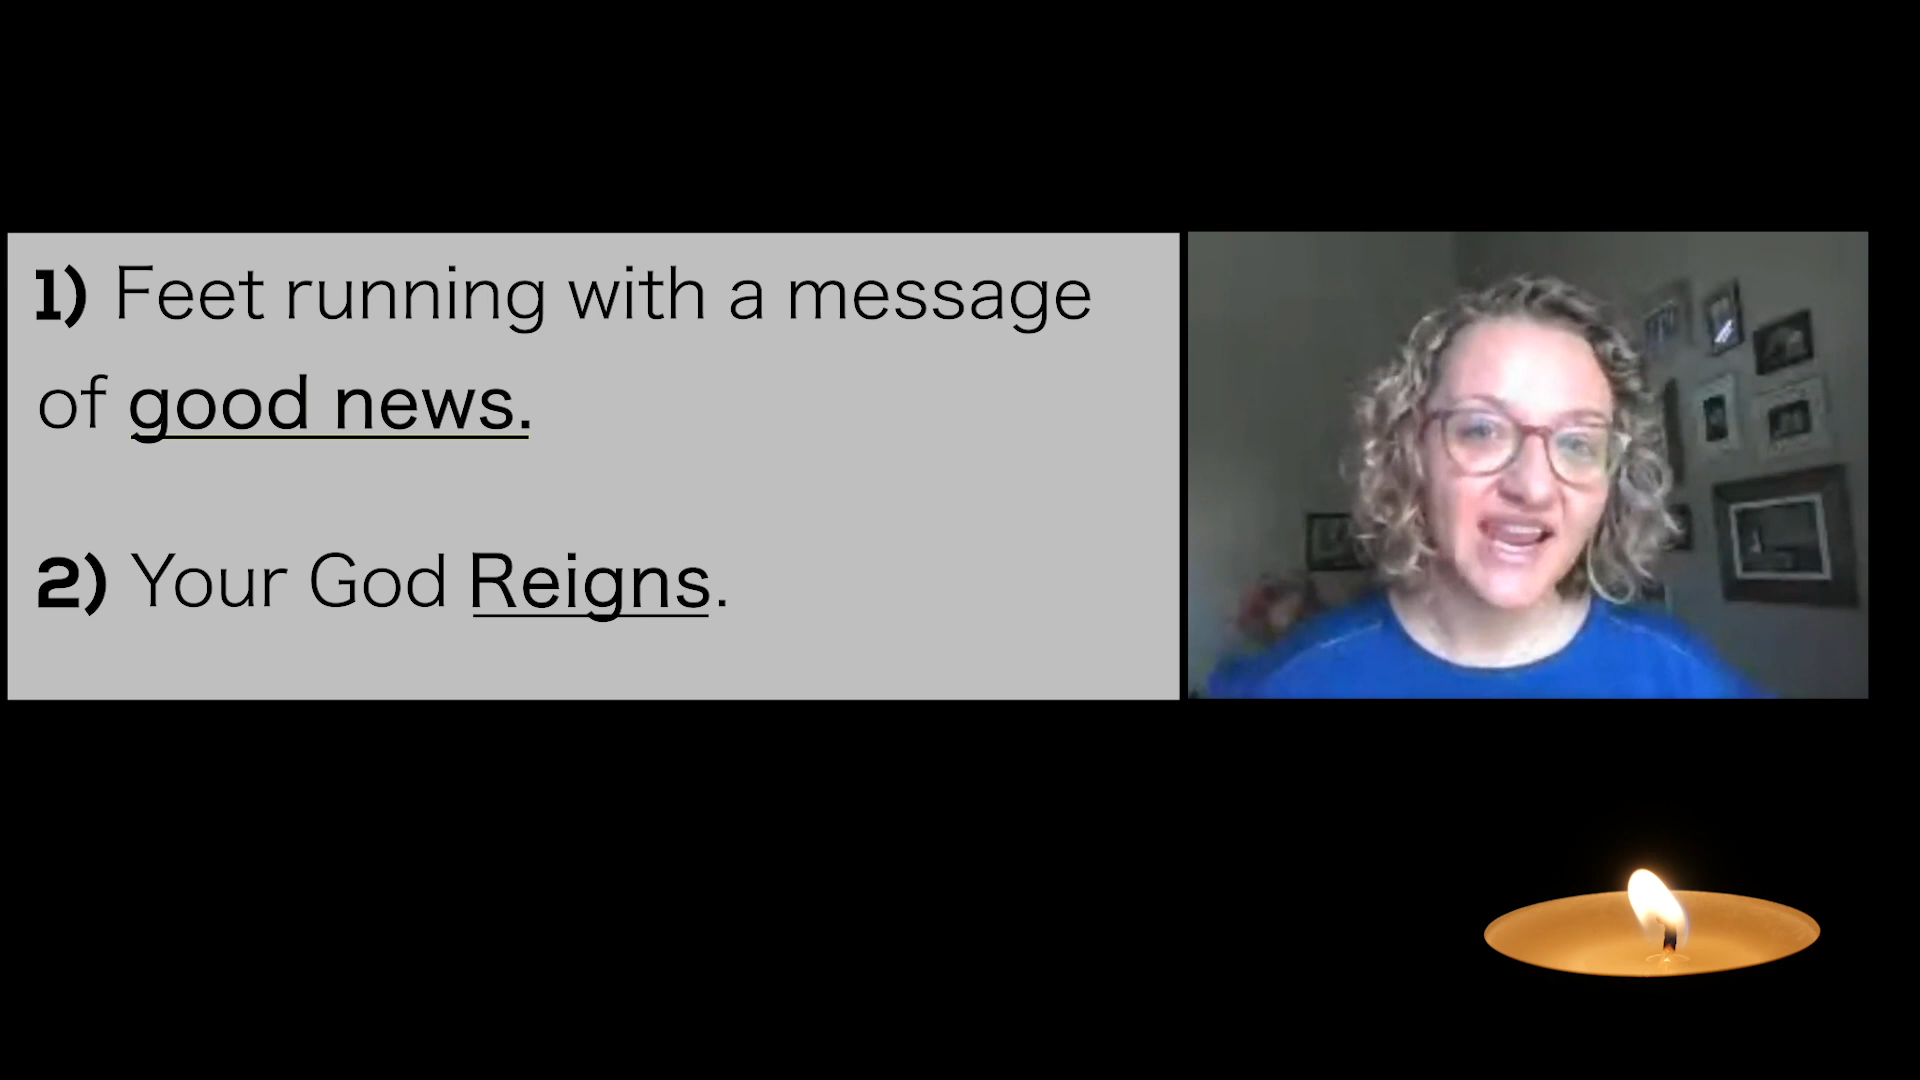 1) Feet running with a message
of good news.
2) Your God Reigns.